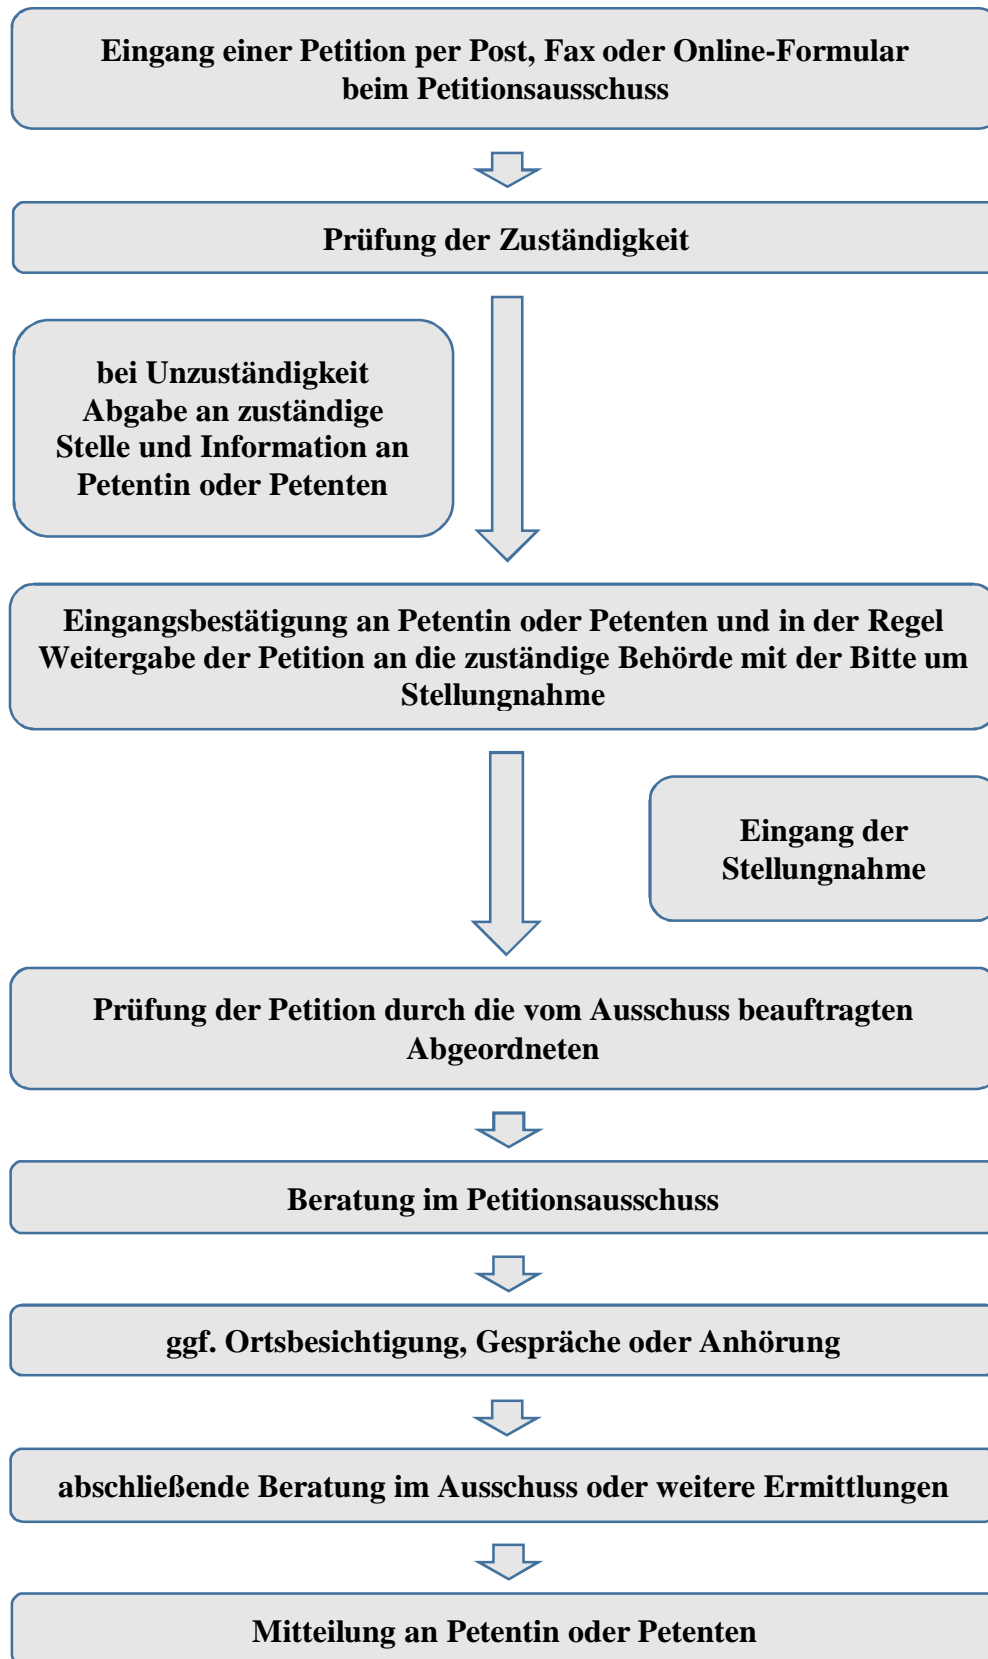 Eingang einer Petition per Post, Fax oder Online-Formular
beim Petitionsausschuss
Prüfung der Zuständigkeit
bei Unzuständigkeit
Abgabe an zuständige
Stelle und Information an
Petentin oder Petenten
Eingangsbestätigung an Petentin oder Petenten und in der Regel
Weitergabe der Petition an die zuständige Behörde mit der Bitte um
Stellungnahme
Eingang der
Stellungnahme
Prüfung der Petition durch die vom Ausschuss beauftragten
Abgeordneten
Beratung im Petitionsausschuss
ggf. Ortsbesichtigung, Gespräche oder Anhörung
abschließende Beratung im Ausschuss oder weitere Ermittlungen
Mitteilung an Petentin oder Petenten